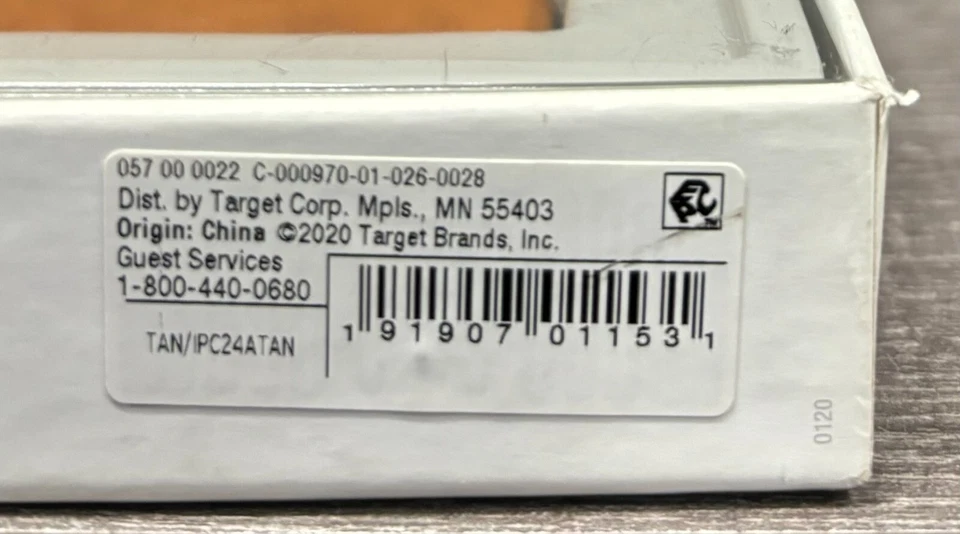 057 00 0022 C-000970-01-026-0028
Dist. by Target Corp. Mpls., MN 55403
Origin: China ©2020 Target Brands, Inc.
Guest Services
1-800-440-0680
TAN/IPC24ATAN
1 91907 01153 1
EPC™
0120